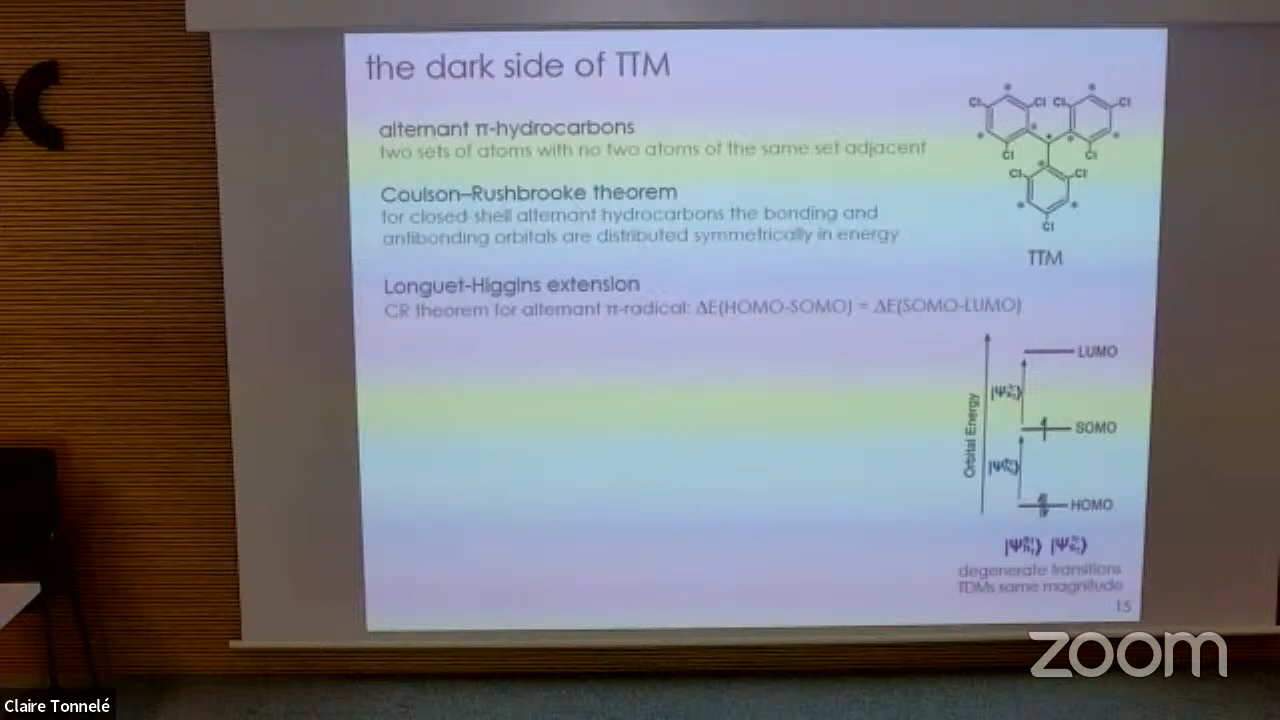 the dark side of TTM
alternant π-hydrocarbons
two sets of atoms with no two atoms of the same set adjacent
Coulson–Rushbrooke theorem
for closed-shell alternant hydrocarbons the bonding and
antibonding orbitals are distributed symmetrically in energy
Longuet-Higgins extension
CR theorem for alternant π-radical: ΔE(HOMO-SOMO) = ΔE(SOMO-LUMO)
Cl Cl Cl Cl
Cl Cl
Cl Cl
Cl
TTM
Orbital Energy
LUMO
SOMO
HOMO
degenerate transitions
TDMs same magnitude
15
zoom
Claire Tonnelé